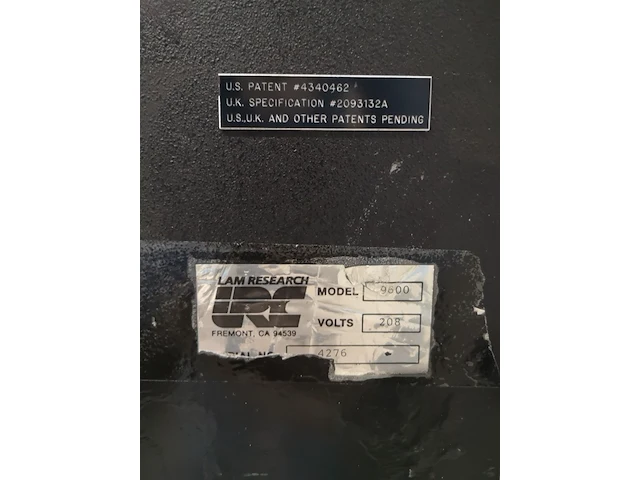 U.S. PATENT #4340462
U.K. SPECIFICATION #2093132A
U.S.,U.K. AND OTHER PATENTS PENDING
LAM RESEARCH
LRC
FREMONT, CA 94539
MODEL 9600
VOLTS 208
4276